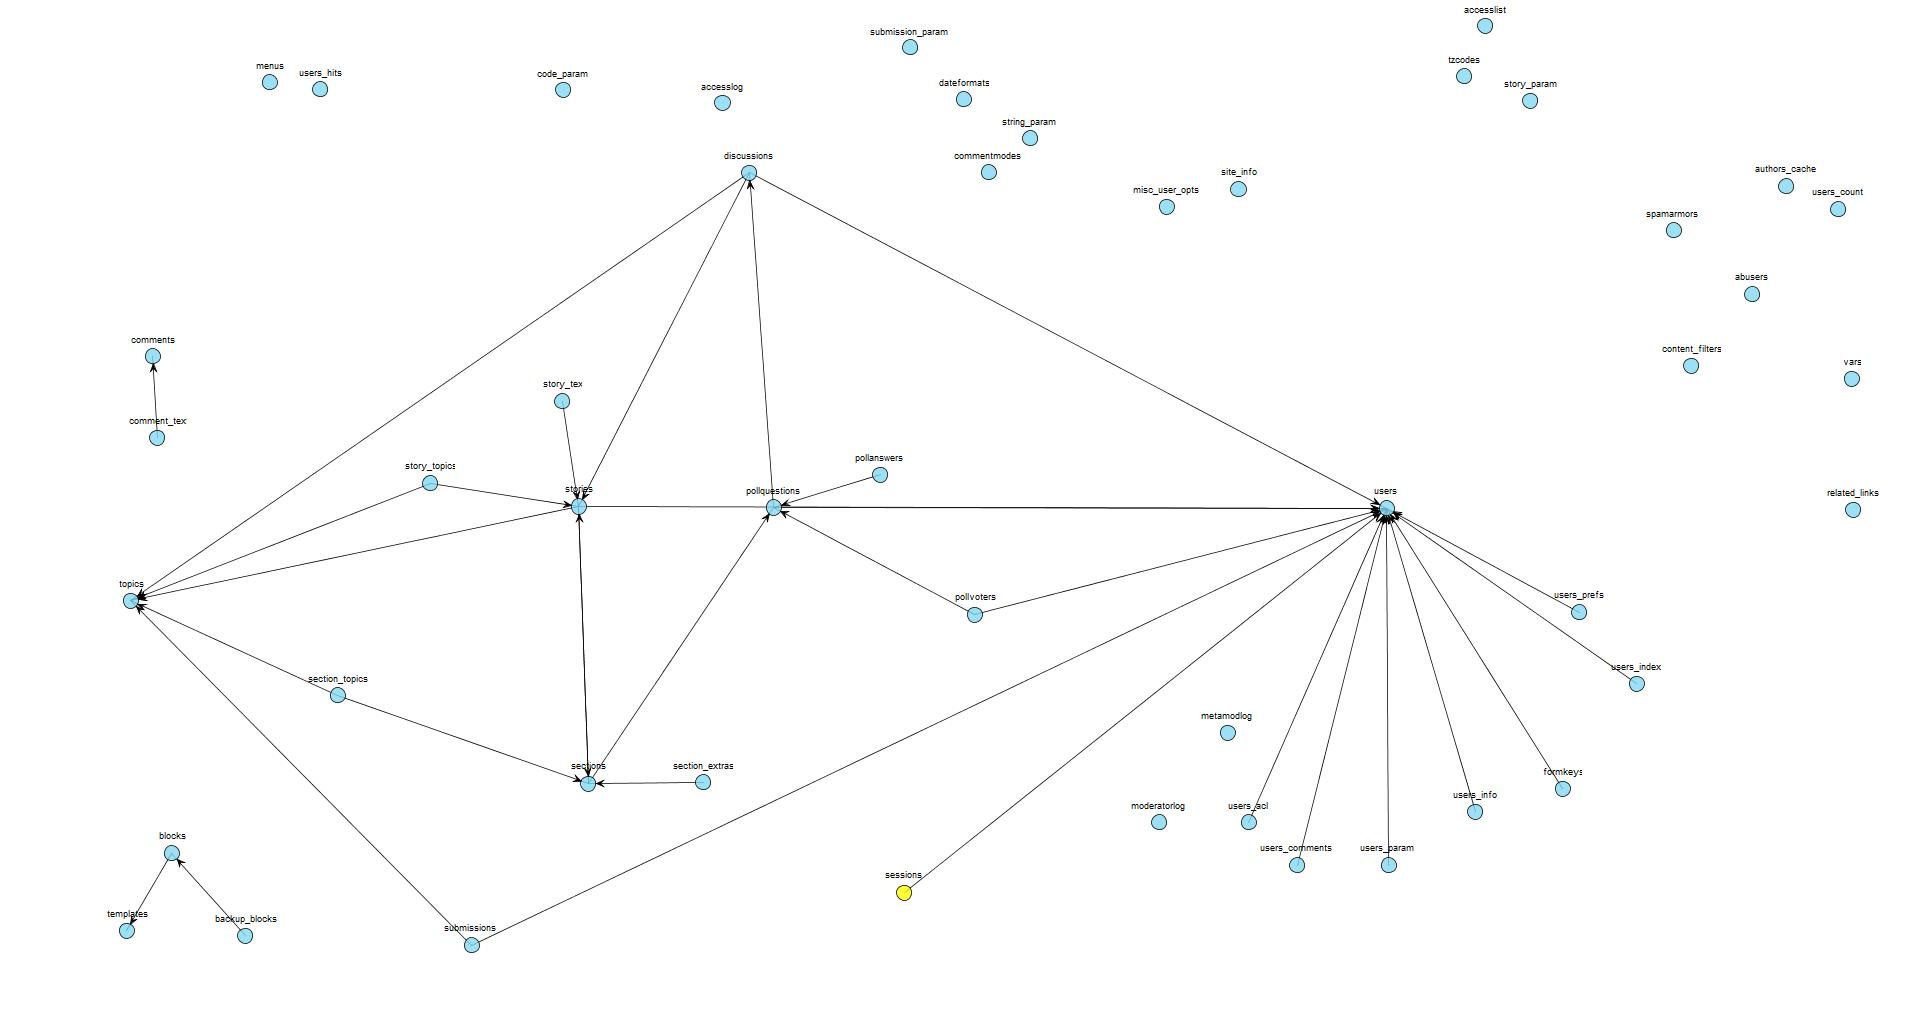 accesslist
submission_param
tzcodes
menus
users_hits
code_param
accesslog
dateformats
story_param
string_param
discussions
commentmodes
site_info
misc_user_opts
authors_cache
users_count
spamarmors
abusers
comments
content_filters
vars
story_tex
comment_tex
story_topics
pollanswers
stories
pollquestions
users
related_links
topics
pollvoters
users_prefs
section_topics
users_index
metamodlog
sections
section_extras
formkeys
users_info
moderatorlog
users_acl
blocks
users_comments
users_param
sessions
templates
backup_blocks
submissions